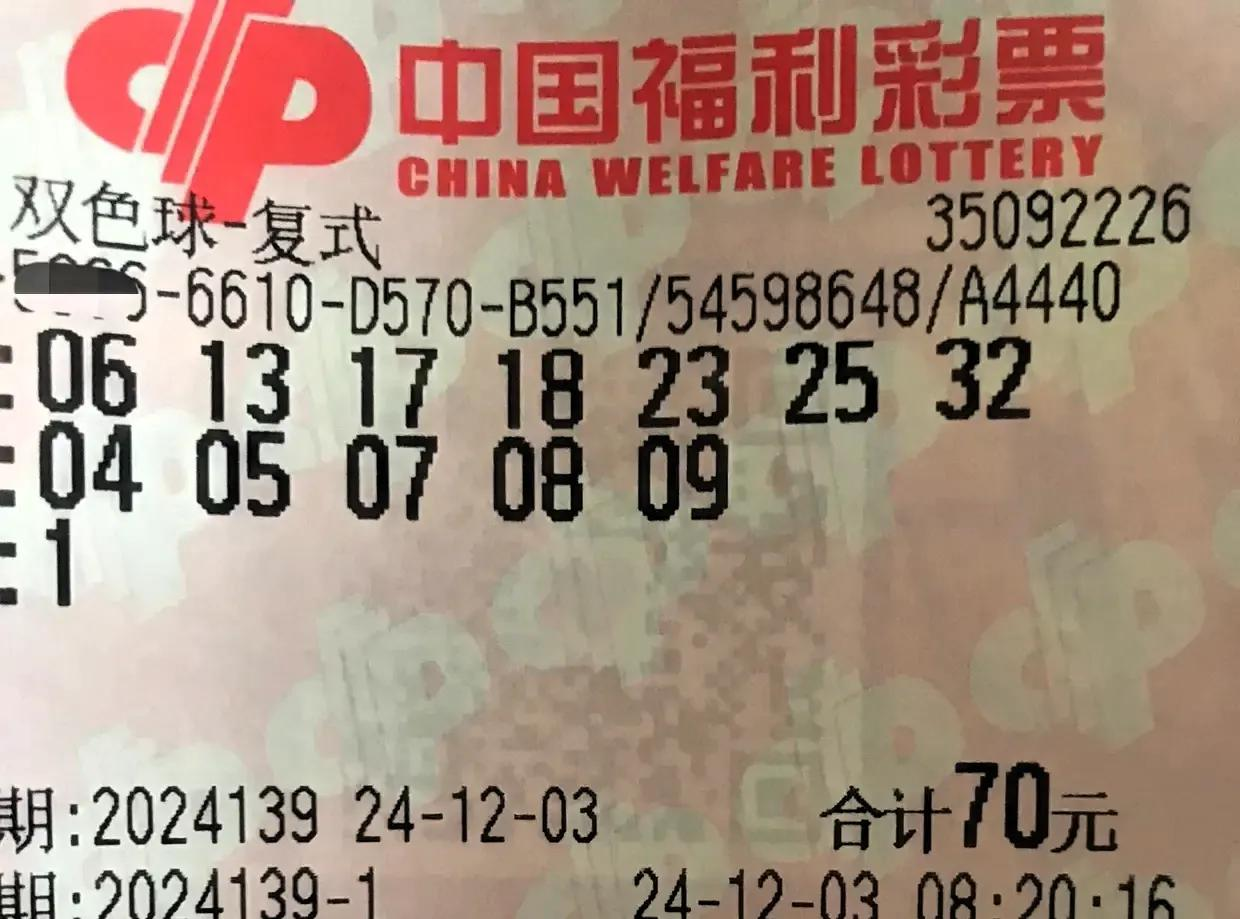 中国福利彩票
CHINA WELFARE LOTTERY
双色球-复式 35092226
-6610-D570-B551/54598648/A4440
:06 13 17 18 23 25 32
:04 05 07 08 09
:1
期:2024139 24-12-03 合计70元
期:2024139-1 24-12-03 08:20:16